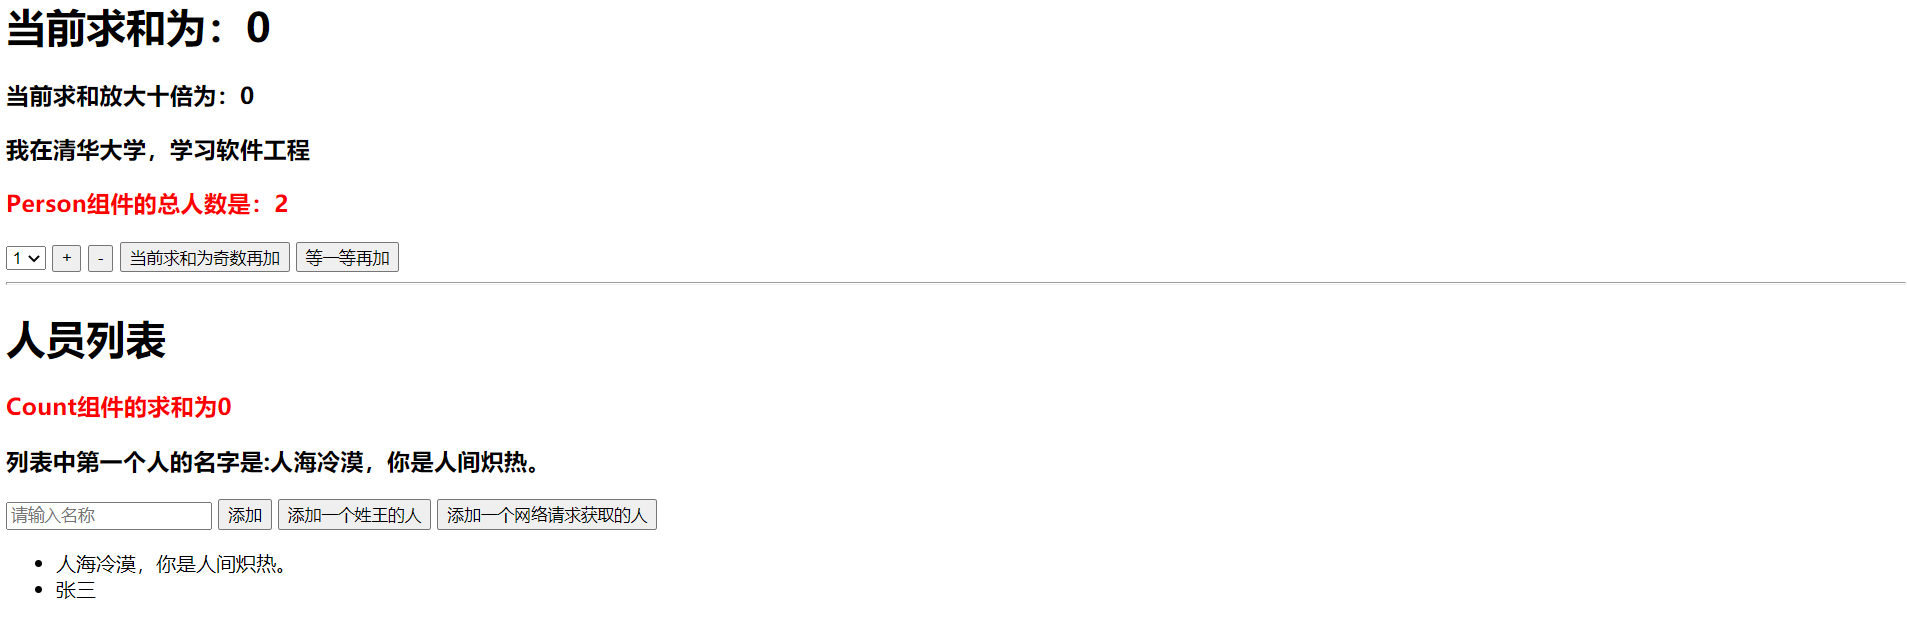 当前求和为：0
当前求和放大十倍为：0
我在清华大学，学习软件工程
Person组件的总人数是：2
1 + - 当前求和为奇数再加 等一等再加
人员列表
Count组件的求和为0
列表中第一个人的名字是:人海冷漠，你是人间炽热。
请输入名称 添加 添加一个姓王的人 添加一个网络请求获取的人
人海冷漠，你是人间炽热。
张三